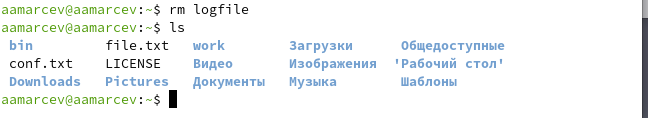 aamarcev@aamarcev:~$ rm logfile
aamarcev@aamarcev:~$ ls
bin file.txt work Загрузки Общедоступные
conf.txt LICENSE Видео Изображения 'Рабочий стол'
Downloads Pictures Документы Музыка Шаблоны
aamarcev@aamarcev:~$